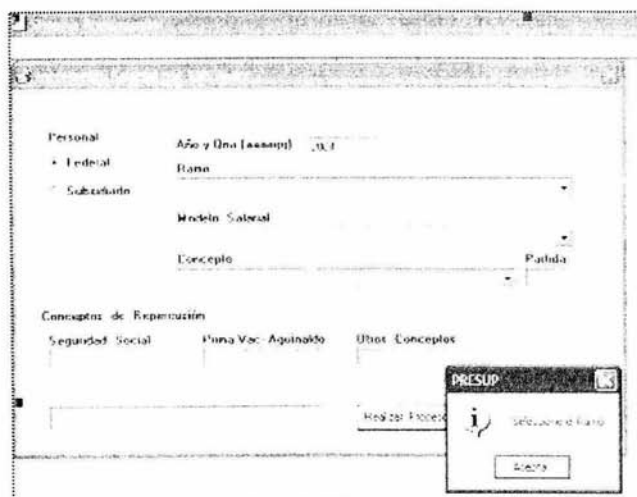 Personal
Año y Qna (aaaaqq)
Federal
Ramo
Subsidiado
Modelo Salarial
Concepto Partida
Conceptos de Repercusión
Seguridad Social Prima Vac-Aguinaldo Otros Conceptos
PRESUP
Realizar Proceso
Seleccione el Ramo
Aceptar